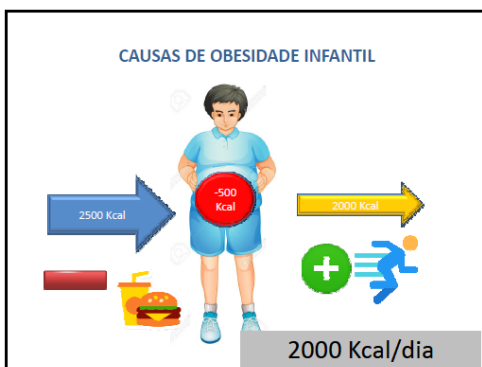 CAUSAS DE OBESIDADE INFANTIL
-500
Kcal
2500 Kcal
2000 Kcal
2000 Kcal/dia